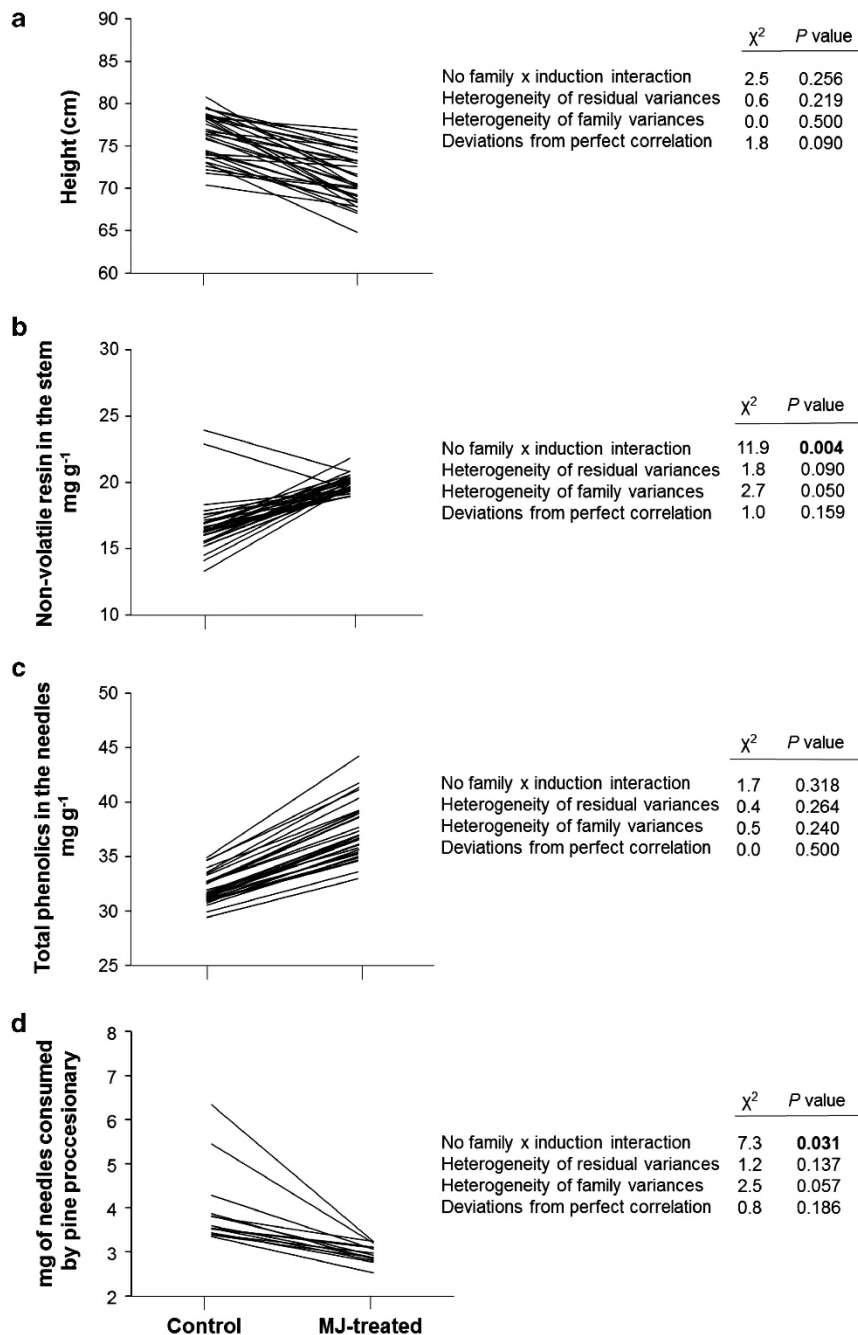 a
Height (cm)
90
85
80
75
70
65
60
χ² P value
No family x induction interaction 2.5 0.256
Heterogeneity of residual variances 0.6 0.219
Heterogeneity of family variances 0.0 0.500
Deviations from perfect correlation 1.8 0.090
b
Non-volatile resin in the stem
mg g⁻¹
30
25
20
15
10
χ² P value
No family x induction interaction 11.9 0.004
Heterogeneity of residual variances 1.8 0.090
Heterogeneity of family variances 2.7 0.050
Deviations from perfect correlation 1.0 0.159
c
Total phenolics in the needles
mg g⁻¹
50
45
40
35
30
25
χ² P value
No family x induction interaction 1.7 0.318
Heterogeneity of residual variances 0.4 0.264
Heterogeneity of family variances 0.5 0.240
Deviations from perfect correlation 0.0 0.500
d
mg of needles consumed
by pine proccesionary
8
7
6
5
4
3
2
χ² P value
No family x induction interaction 7.3 0.031
Heterogeneity of residual variances 1.2 0.137
Heterogeneity of family variances 2.5 0.057
Deviations from perfect correlation 0.8 0.186
Control MJ-treated